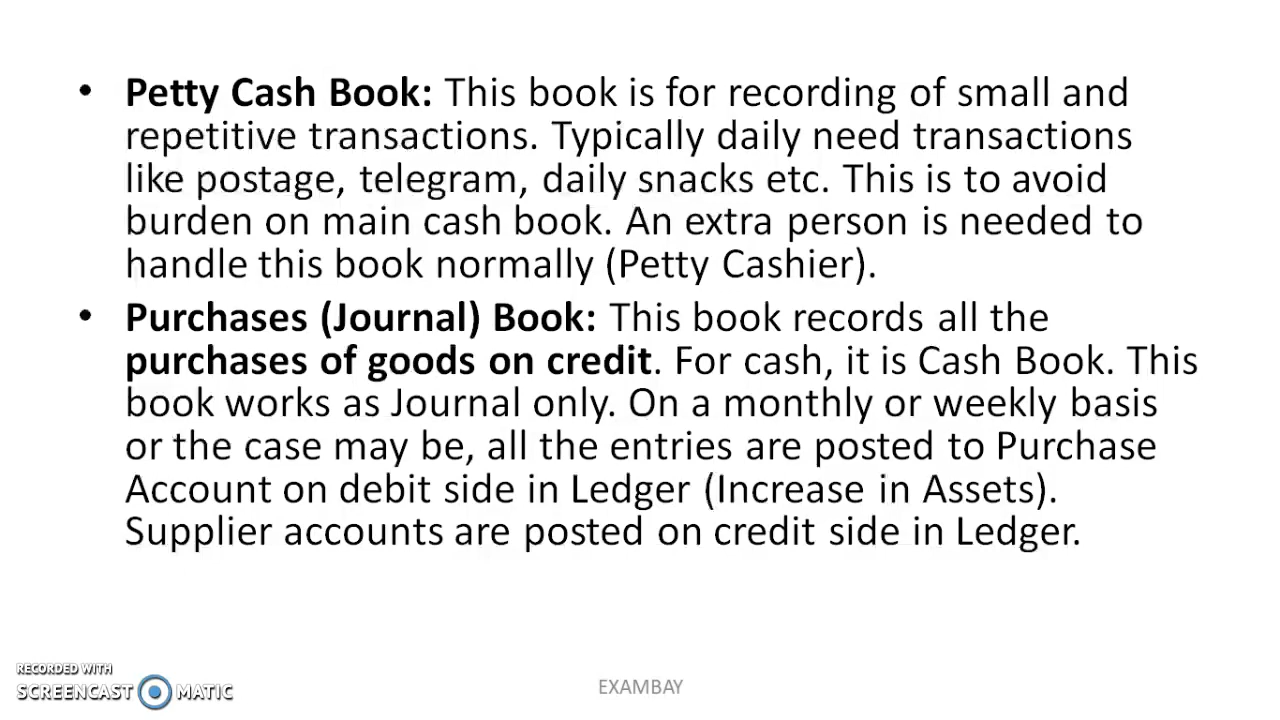 • Petty Cash Book: This book is for recording of small and
repetitive transactions. Typically daily need transactions
like postage, telegram, daily snacks etc. This is to avoid
burden on main cash book. An extra person is needed to
handle this book normally (Petty Cashier).
• Purchases (Journal) Book: This book records all the
purchases of goods on credit. For cash, it is Cash Book. This
book works as Journal only. On a monthly or weekly basis
or the case may be, all the entries are posted to Purchase
Account on debit side in Ledger (Increase in Assets).
Supplier accounts are posted on credit side in Ledger.
RECORDED WITH
SCREENCAST MATIC
EXAMBAY